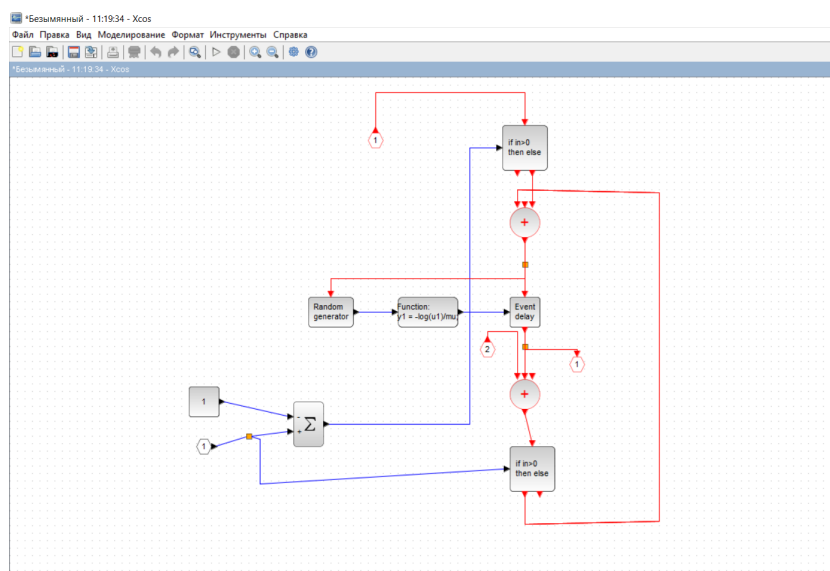 *Безымянный - 11:19:34 - Xcos
Файл Правка Вид Моделирование Формат Инструменты Справка
*Безымянный - 11:19:34 - Xcos
1
if in>0
then else
+
Random
generator
Function:
y1 = -log(u1)/mu;
Event
delay
2
1
+
1
-
+
Σ
1
if in>0
then else